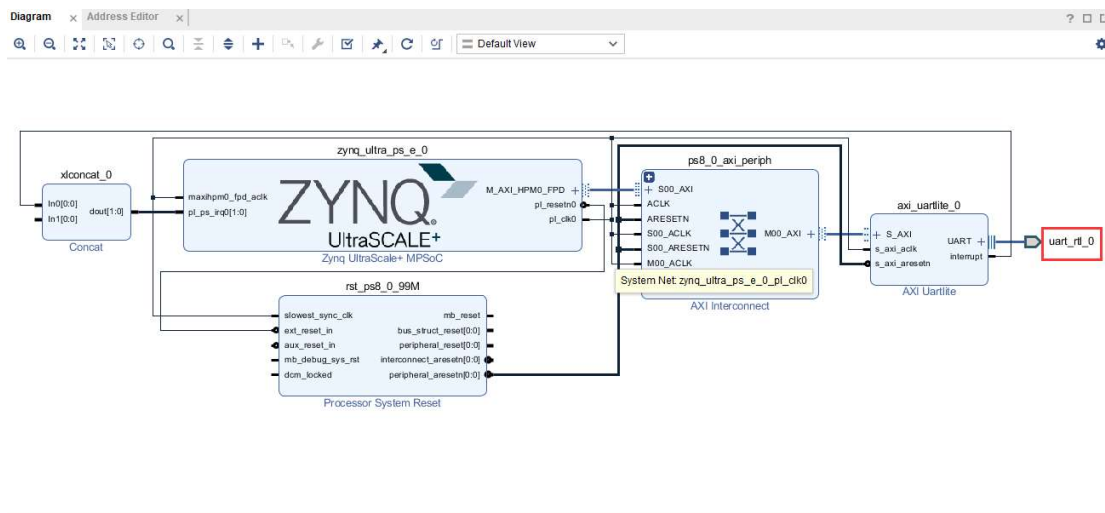 Diagram
Address Editor
Default View
zynq_ultra_ps_e_0
xlconcat_0
In0[0:0]
In1[0:0]
dout[1:0]
Concat
maxihpm0_fpd_aclk
pl_ps_irq0[1:0]
ZYNQ
UltraSCALE+
M_AXI_HPM0_FPD
pl_resetn0
pl_clk0
Zynq UltraScale+ MPSoC
rst_ps8_0_99M
slowest_sync_clk
ext_reset_in
aux_reset_in
mb_debug_sys_rst
dcm_locked
mb_reset
bus_struct_reset[0:0]
peripheral_reset[0:0]
interconnect_aresetn[0:0]
peripheral_aresetn[0:0]
Processor System Reset
ps8_0_axi_periph
S00_AXI
ACLK
ARESETN
S00_ACLK
S00_ARESETN
M00_ACLK
M00_AXI
System Net: zynq_ultra_ps_e_0_pl_clk0
AXI Interconnect
axi_uartlite_0
S_AXI
s_axi_aclk
s_axi_aresetn
UART
interrupt
AXI Uartlite
uart_rtl_0